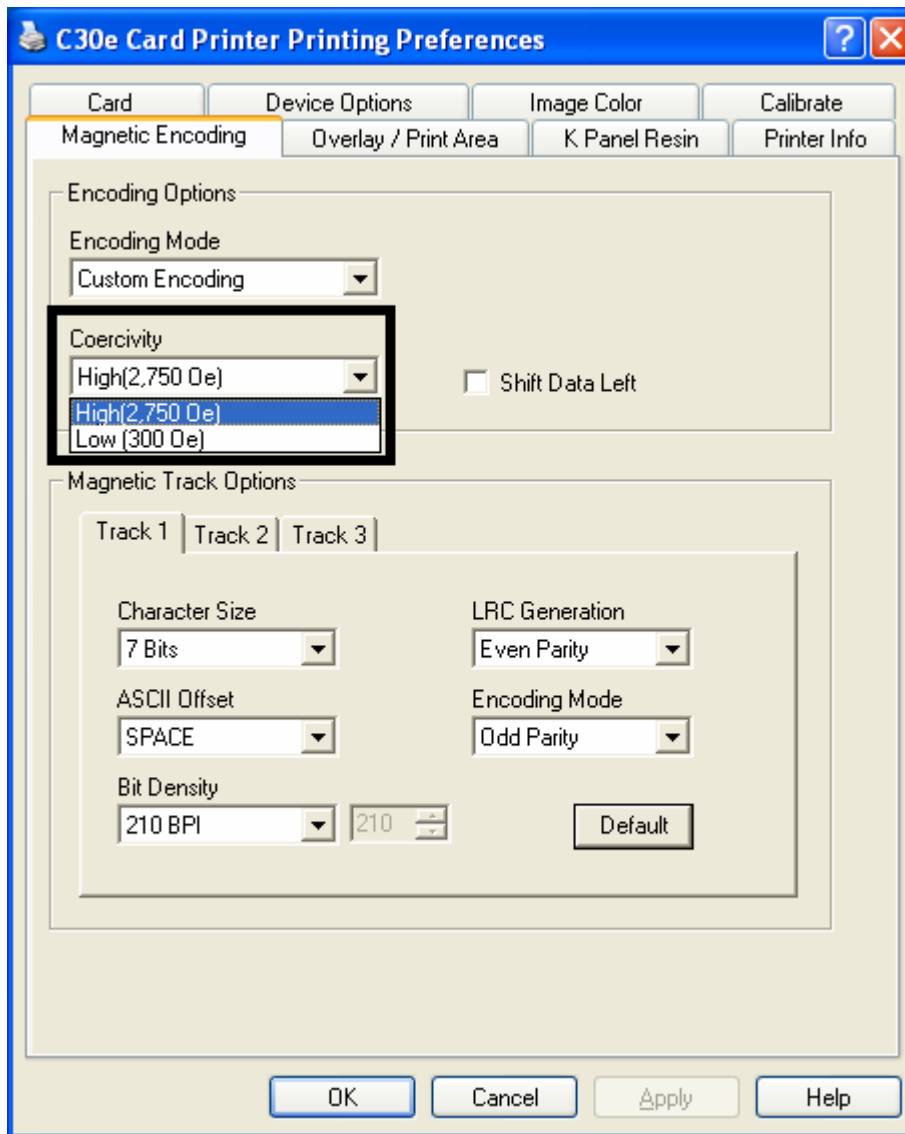 C30e Card Printer Printing Preferences
Card Device Options Image Color Calibrate
Magnetic Encoding Overlay / Print Area K Panel Resin Printer Info
Encoding Options
Encoding Mode
Custom Encoding
Coercivity
High(2,750 Oe)
Shift Data Left
High(2,750 Oe)
Low (300 Oe)
Magnetic Track Options
Track 1 Track 2 Track 3
Character Size LRC Generation
7 Bits Even Parity
ASCII Offset Encoding Mode
SPACE Odd Parity
Bit Density
210 BPI 210 Default
OK Cancel Apply Help